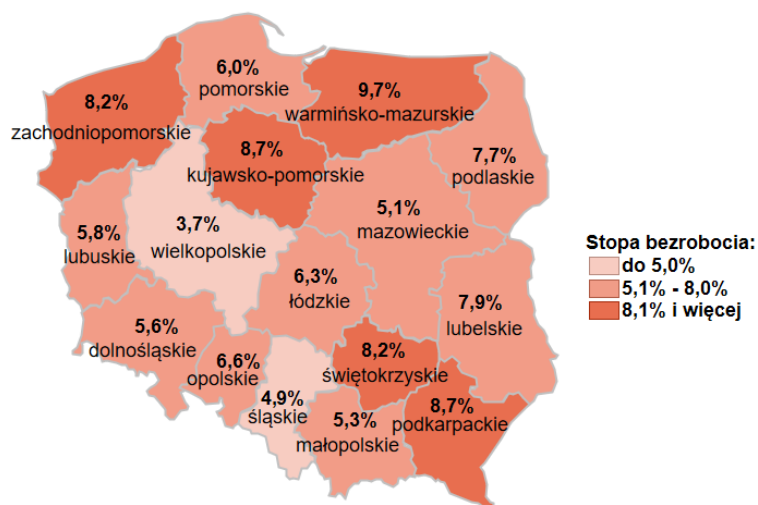 6,0%
pomorskie
9,7%
warmińsko-mazurskie
8,2%
zachodniopomorskie
8,7%
kujawsko-pomorskie
7,7%
podlaskie
5,1%
mazowieckie
3,7%
wielkopolskie
5,8%
lubuskie
6,3%
łódzkie
7,9%
lubelskie
5,6%
dolnośląskie
6,6%
opolskie
4,9%
śląskie
8,2%
świętokrzyskie
5,3%
małopolskie
8,7%
podkarpackie
Stopa bezrobocia:
do 5,0%
5,1% - 8,0%
8,1% i więcej